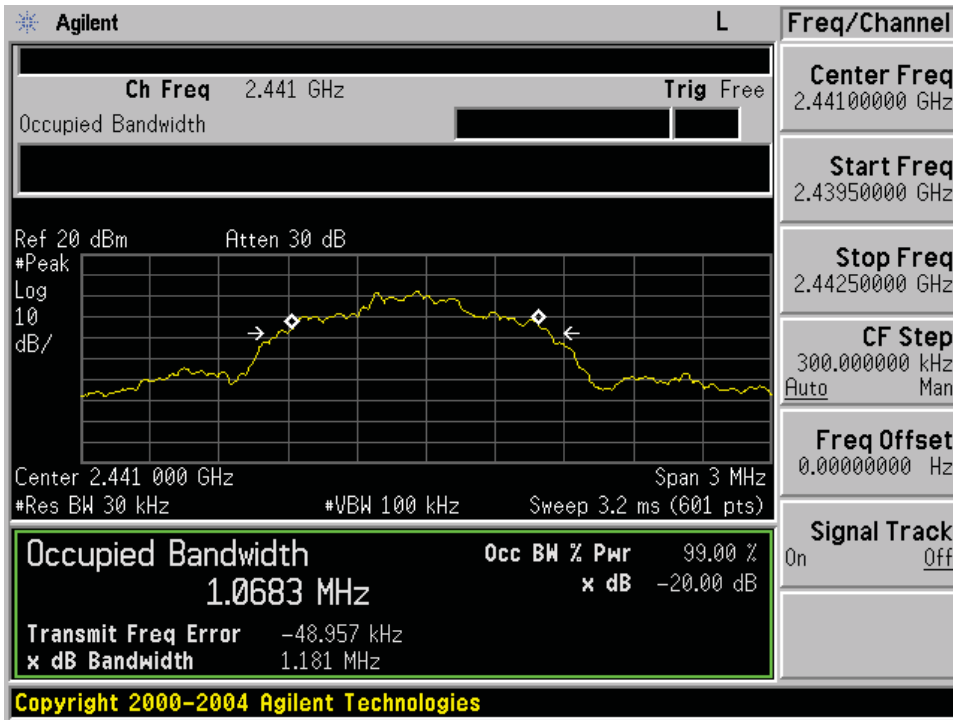 Agilent L Freq/Channel
Ch Freq 2.441 GHz Trig Free
Occupied Bandwidth
Center Freq
2.44100000 GHz
Start Freq
2.43950000 GHz
Stop Freq
2.44250000 GHz
CF Step
300.000000 kHz
Auto Man
Freq Offset
0.00000000 Hz
Signal Track
On Off
Ref 20 dBm Atten 30 dB
#Peak
Log
10
dB/
Center 2.441 000 GHz Span 3 MHz
#Res BW 30 kHz #VBW 100 kHz Sweep 3.2 ms (601 pts)
Occupied Bandwidth
1.0683 MHz
Occ BW % Pwr 99.00 %
x dB -20.00 dB
Transmit Freq Error -48.957 kHz
x dB Bandwidth 1.181 MHz
Copyright 2000-2004 Agilent Technologies